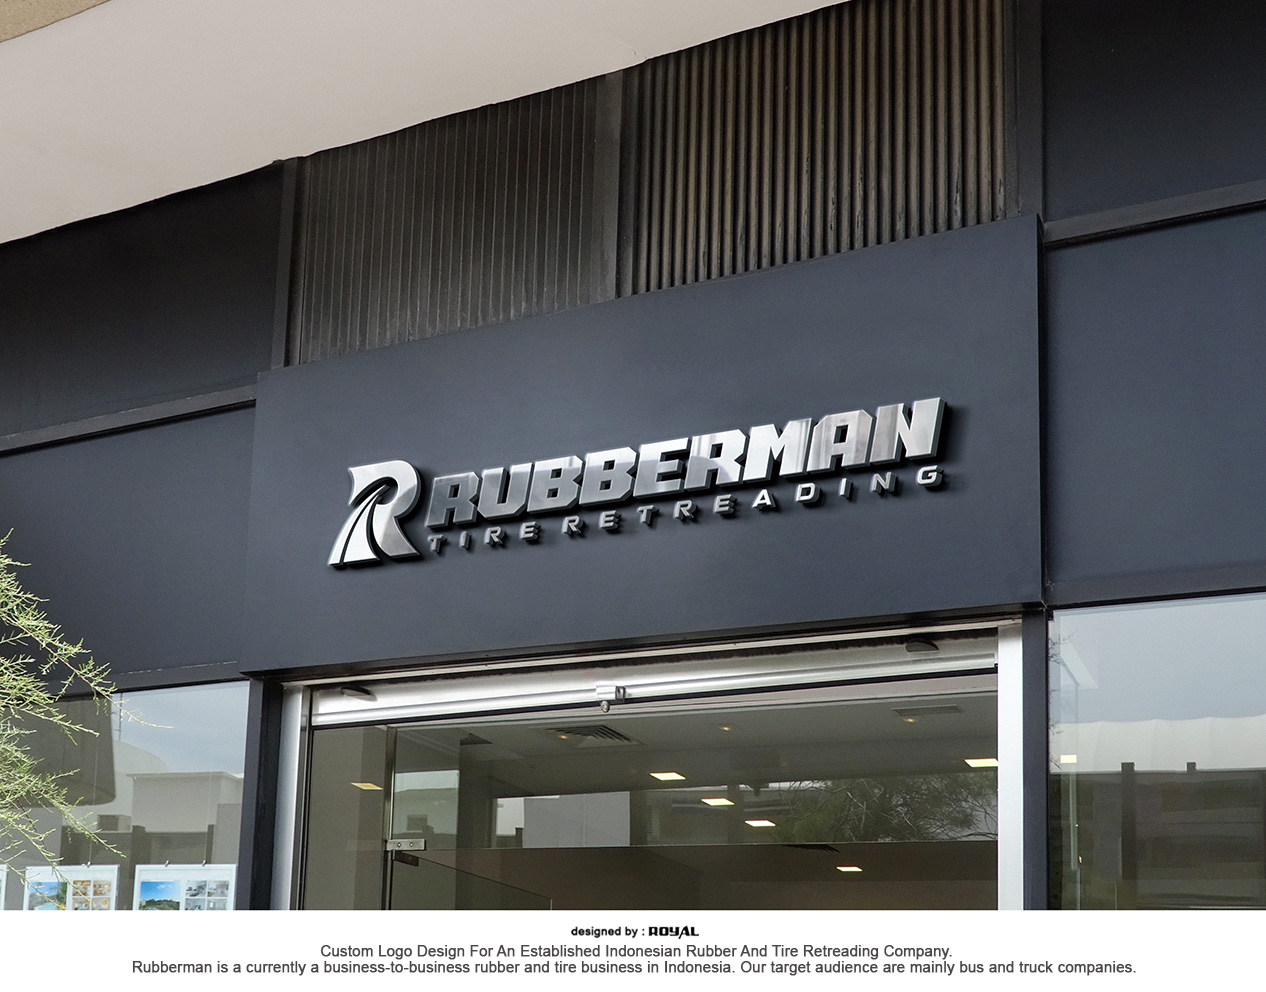 RUBBERMAN
TIRE RETREADING
designed by : ROYAL
Custom Logo Design For An Established Indonesian Rubber And Tire Retreading Company.
Rubberman is a currently a business-to-business rubber and tire business in Indonesia. Our target audience are mainly bus and truck companies.